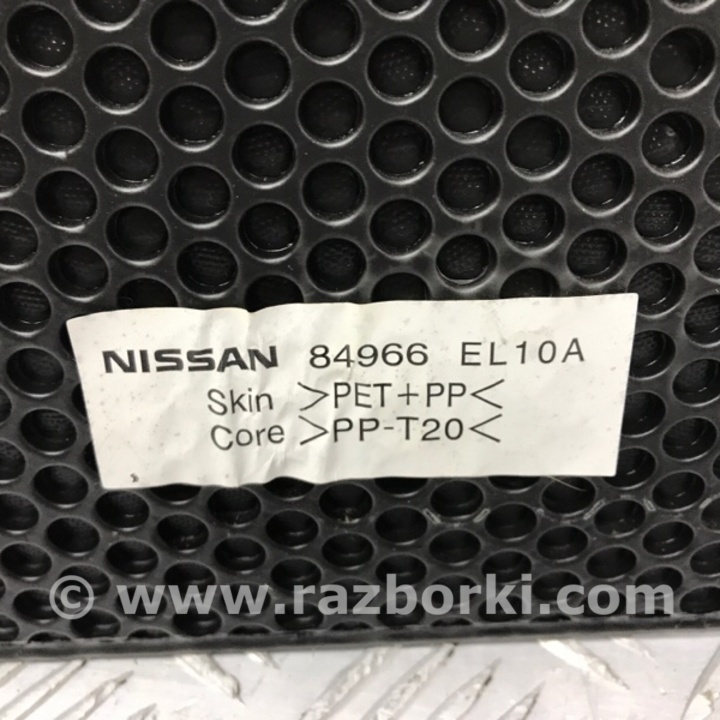 NISSAN 84966 EL10A
Skin >PET+PP<
Core >PP-T20<
© www.razborki.com